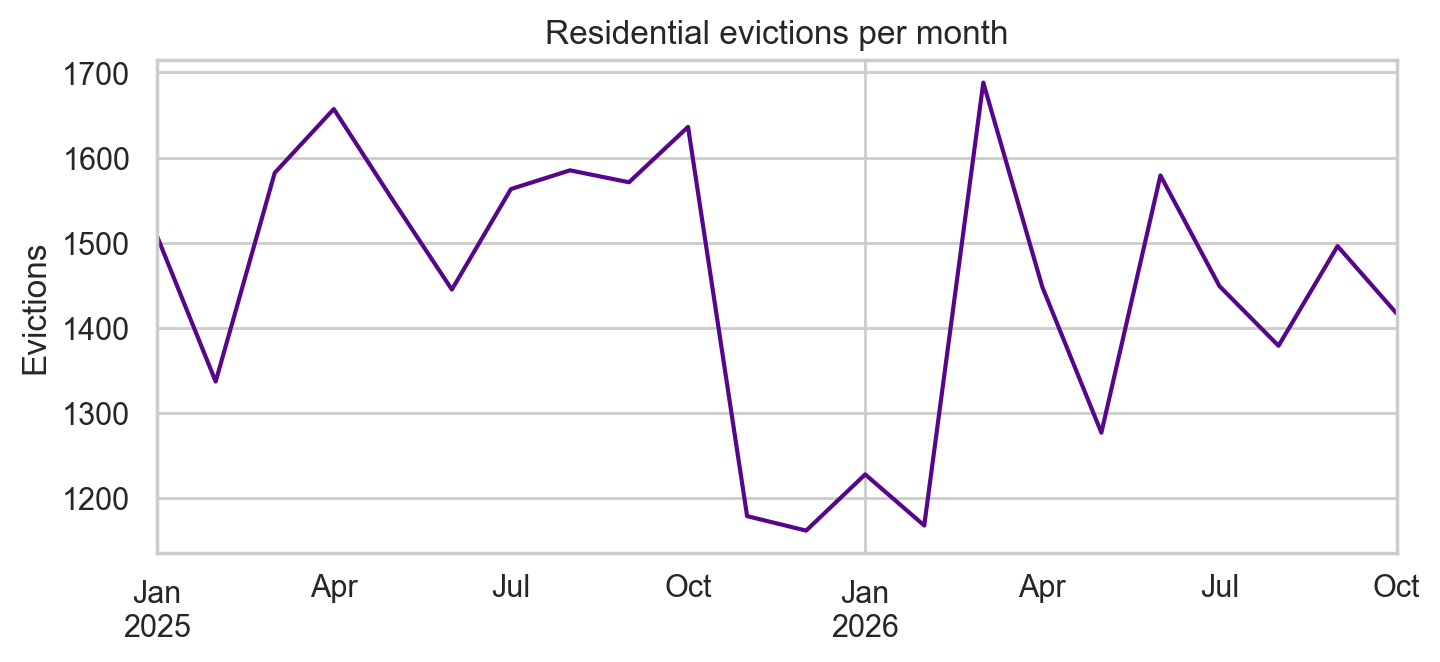 Residential evictions per month
Evictions
1700
1600
1500
1400
1300
1200
Jan
2025
Apr
Jul
Oct
Jan
2026
Apr
Jul
Oct